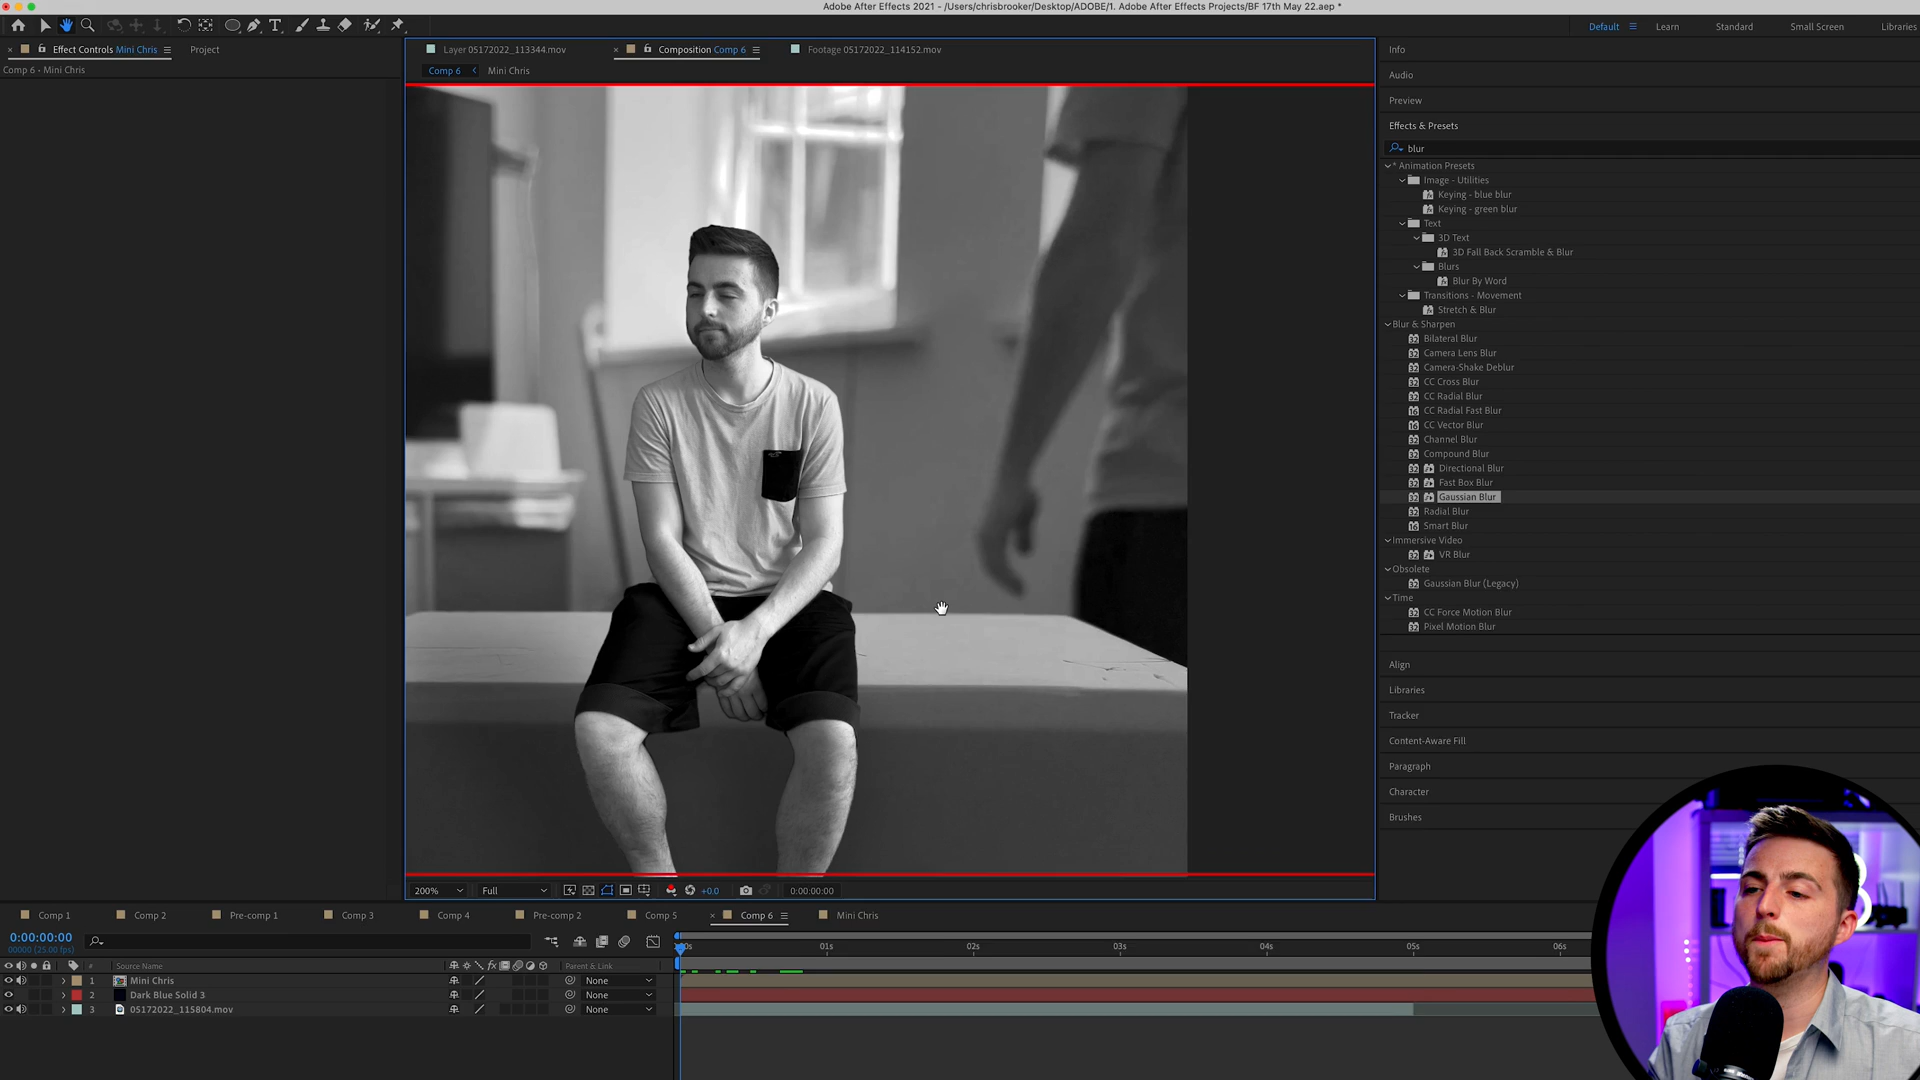 Adobe After Effects 2021 - /Users/chrisbrooker/Desktop/ADOBE/1. Adobe After Effects Projects/BF 17th May 22.aep *
Default
Learn
Standard
Small Screen
Libraries
Effect Controls Mini Chris
Project
Layer 05172022_113344.mov
Composition Comp 6
Footage 05172022_114152.mov
Comp 6 • Mini Chris
Comp 6
Mini Chris
Info
Audio
Preview
Effects & Presets
blur
* Animation Presets
Image - Utilities
Keying - blue blur
Keying - green blur
Text
3D Text
3D Fall Back Scramble & Blur
Blurs
Blur By Word
Transitions - Movement
Stretch & Blur
Blur & Sharpen
Bilateral Blur
Camera Lens Blur
Camera-Shake Deblur
CC Cross Blur
CC Radial Blur
CC Radial Fast Blur
CC Vector Blur
Channel Blur
Compound Blur
Directional Blur
Fast Box Blur
Gaussian Blur
Radial Blur
Smart Blur
Immersive Video
VR Blur
Obsolete
Gaussian Blur (Legacy)
Time
CC Force Motion Blur
Pixel Motion Blur
Align
Libraries
Tracker
Content-Aware Fill
Paragraph
Character
Brushes
200%
Full
+0.0
0:00:00:00
Comp 1
Comp 2
Pre-comp 1
Comp 3
Comp 4
Pre-comp 2
Comp 5
Comp 6
Mini Chris
0:00:00:00
00000 (25.00 fps)
:00s
01s
02s
03s
04s
05s
06s
#
Source Name
Parent & Link
1
Mini Chris
None
2
Dark Blue Solid 3
None
3
05172022_115804.mov
None